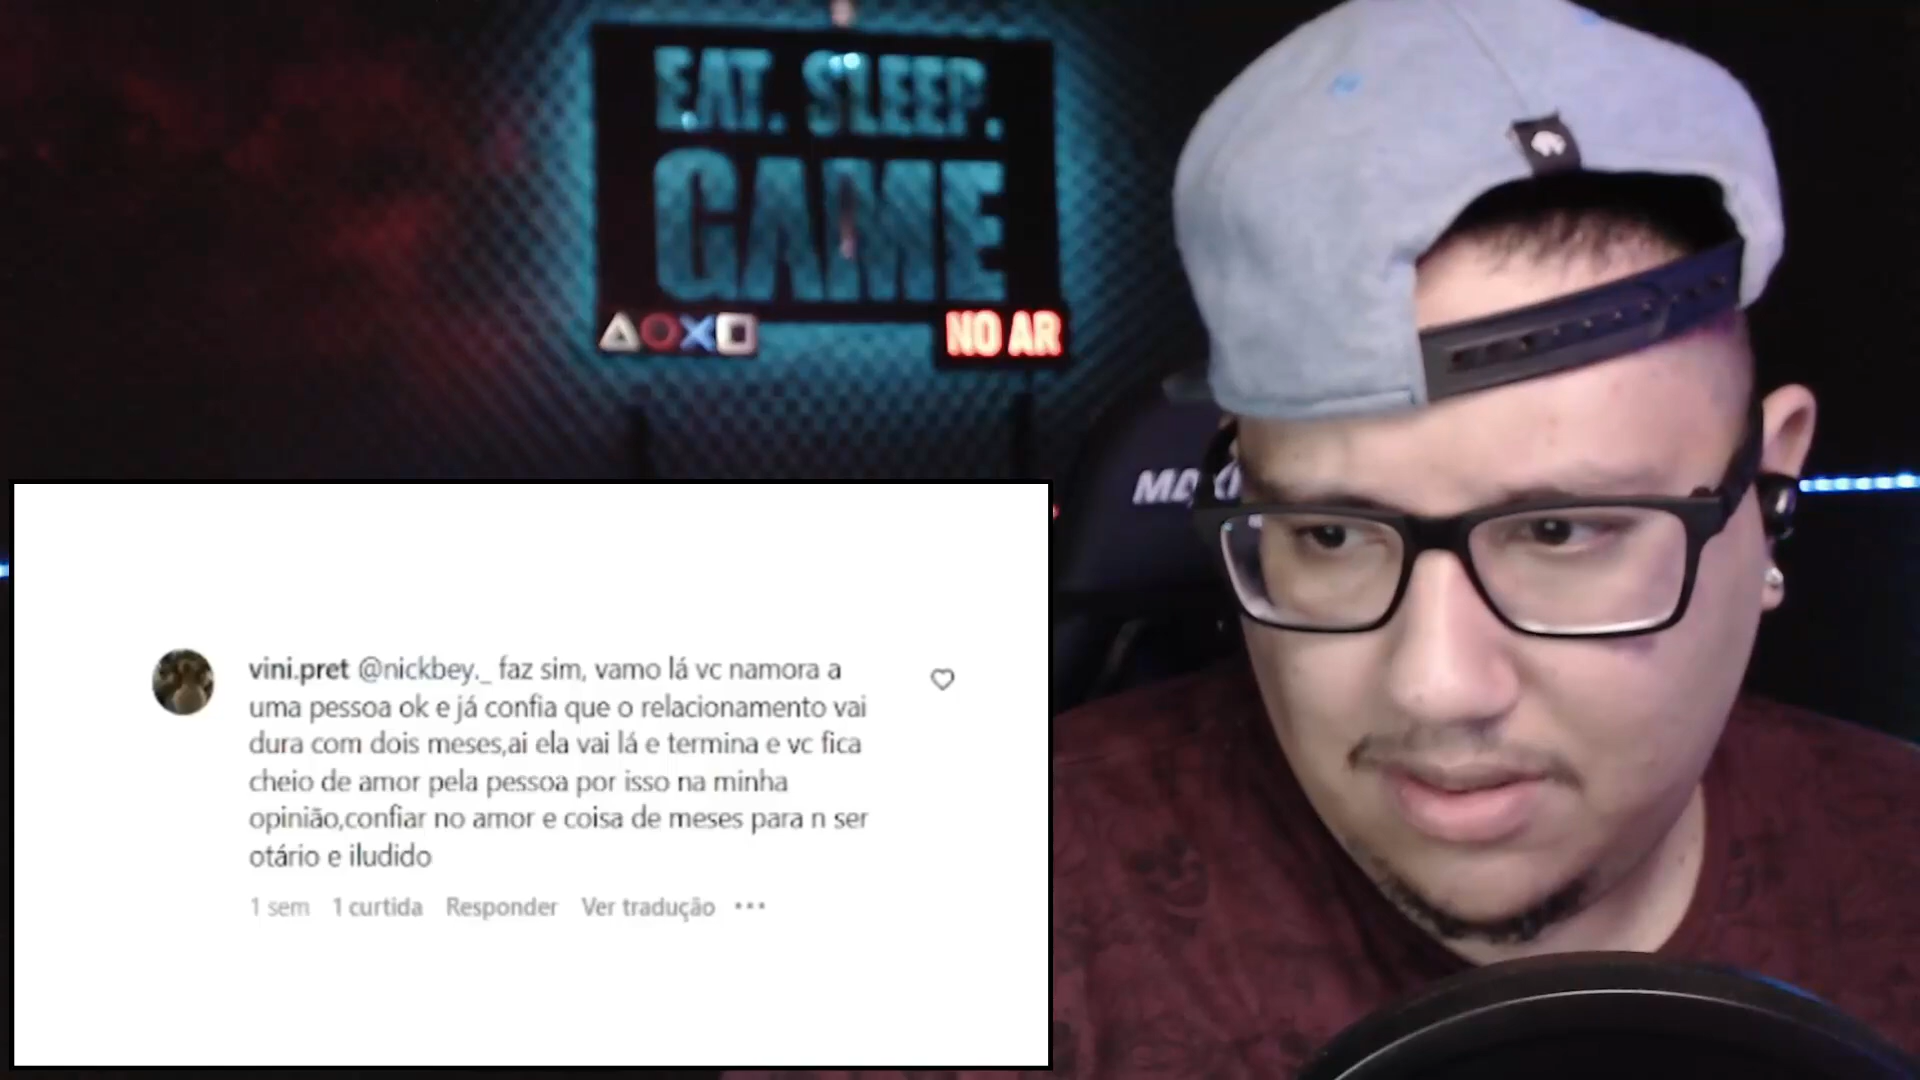 EAT. SLEEP.
GAME
NO AR
vini.pret @nickbey._ faz sim, vamo lá vc namora a
uma pessoa ok e já confia que o relacionamento vai
dura com dois meses,ai ela vai lá e termina e vc fica
cheio de amor pela pessoa por isso na minha
opinião,confiar no amor e coisa de meses para n ser
otário e iludido
1 sem 1 curtida Responder Ver tradução